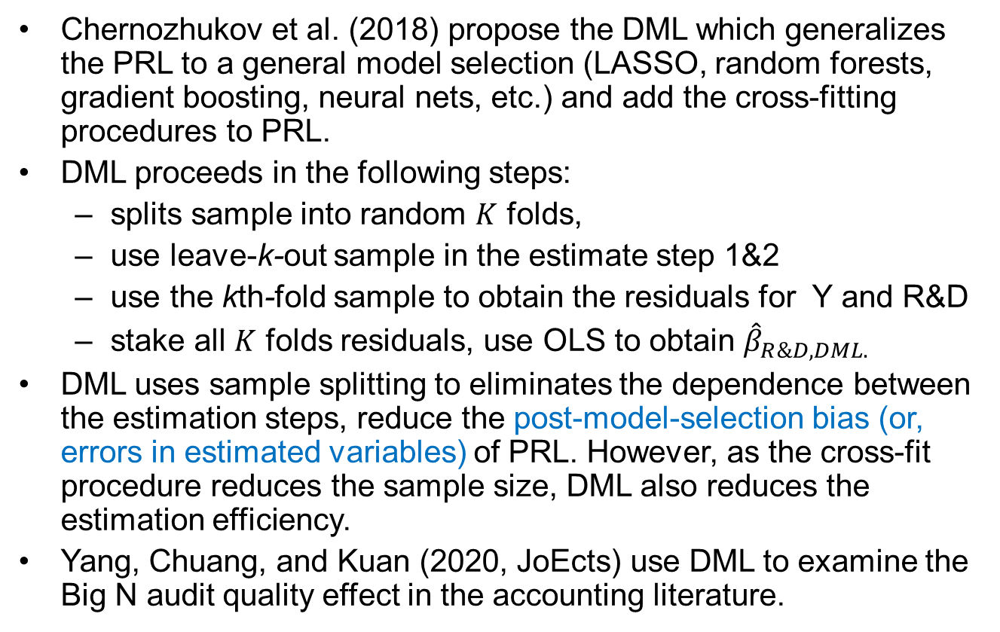 • Chernozhukov et al. (2018) propose the DML which generalizes
the PRL to a general model selection (LASSO, random forests,
gradient boosting, neural nets, etc.) and add the cross-fitting
procedures to PRL.
• DML proceeds in the following steps:
– splits sample into random K folds,
– use leave-k-out sample in the estimate step 1&2
– use the kth-fold sample to obtain the residuals for Y and R&D
– stake all K folds residuals, use OLS to obtain β̂_{R&D,DML.}
• DML uses sample splitting to eliminates the dependence between
the estimation steps, reduce the post-model-selection bias (or,
errors in estimated variables) of PRL. However, as the cross-fit
procedure reduces the sample size, DML also reduces the
estimation efficiency.
• Yang, Chuang, and Kuan (2020, JoEcts) use DML to examine the
Big N audit quality effect in the accounting literature.